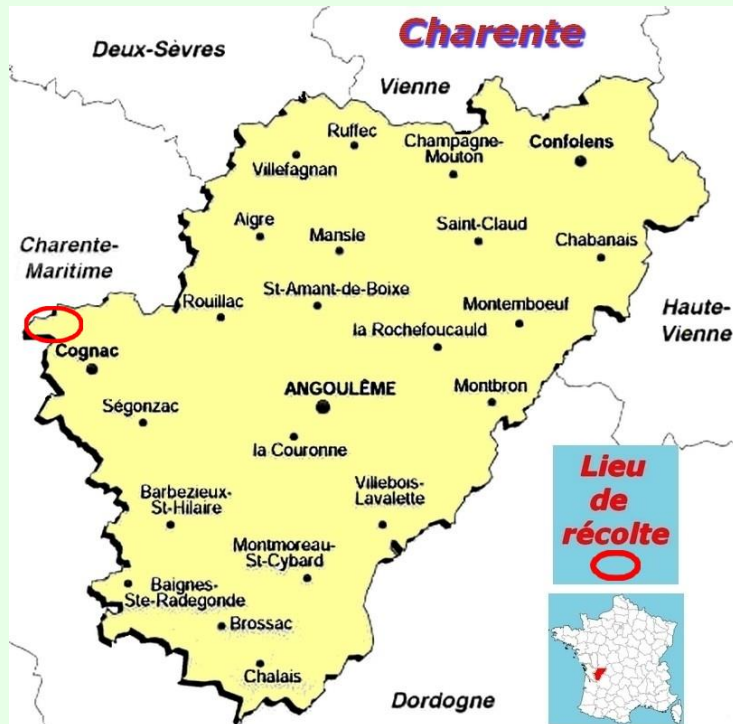 Charente
Deux-Sèvres
Vienne
Ruffec
Champagne-
Mouton
Confolens
Villefagnan
Aigre
Mansle
Saint-Claud
Chabanais
Charente-
Maritime
Rouillac
St-Amant-de-Boixe
Montemboeuf
Haute-
Vienne
la Rochefoucauld
Cognac
ANGOULÊME
Montbron
Ségonzac
la Couronne
Barbezieux-
St-Hilaire
Villebois-
Lavalette
Lieu
de
récolte
Montmoreau-
St-Cybard
Baignes-
Ste-Radegonde
Brossac
Chalais
Dordogne